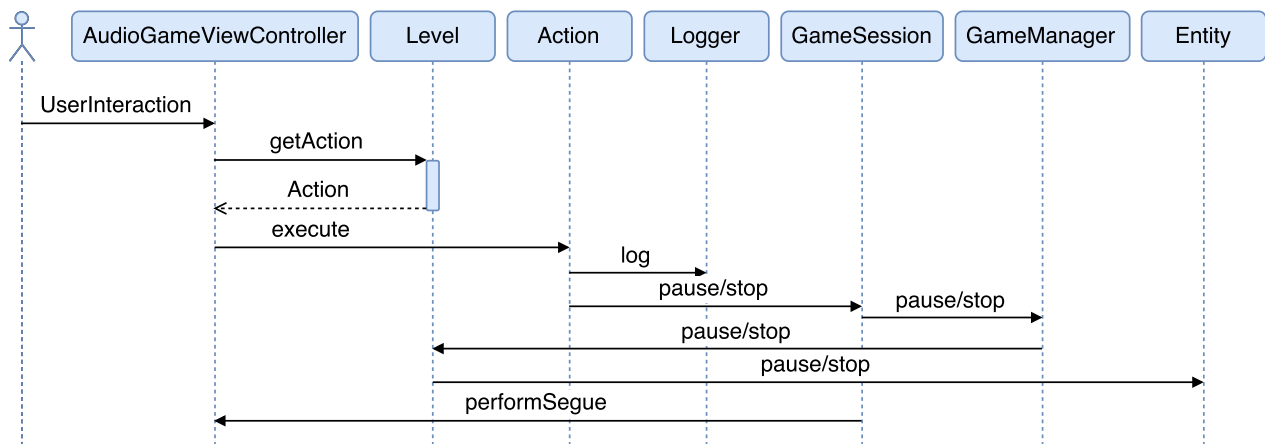 AudioGameViewController
Level
Action
Logger
GameSession
GameManager
Entity
UserInteraction
getAction
Action
execute
log
pause/stop
pause/stop
pause/stop
pause/stop
performSegue